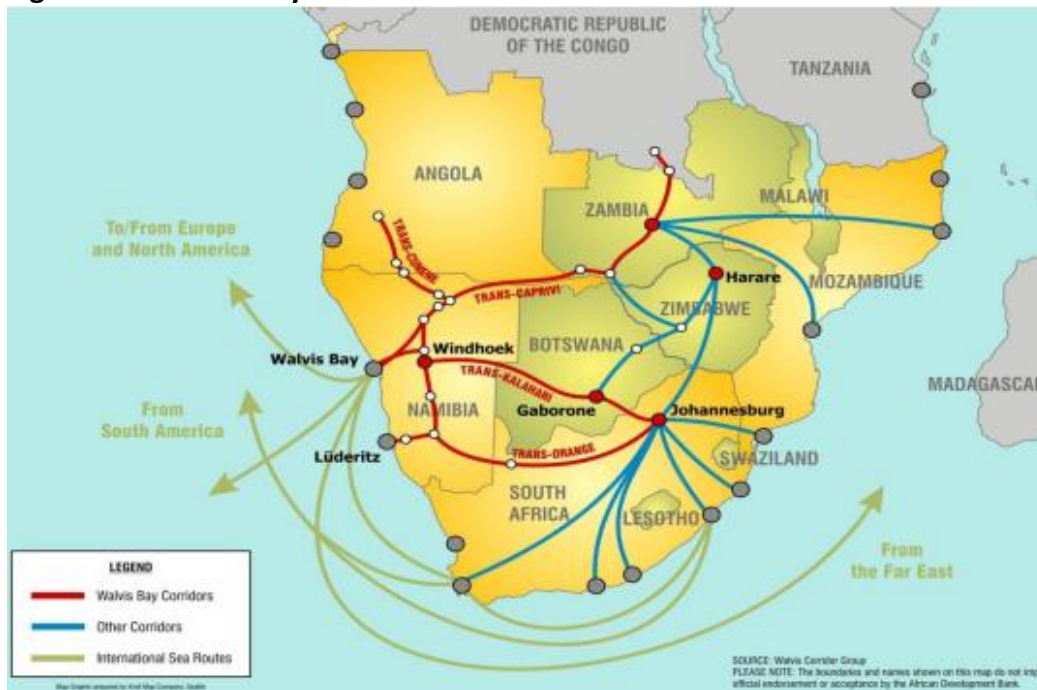 DEMOCRATIC REPUBLIC
OF THE CONGO
TANZANIA
ANGOLA
ZAMBIA
MALAWI
To/From Europe
and North America
TRANS-CUNENE
TRANS-CAPRIVI
Harare
MOZAMBIQUE
ZIMBABWE
Walvis Bay
Windhoek
BOTSWANA
MADAGASCAR
TRANS-KALAHARI
NAMIBIA
Gaborone
Johannesburg
From
South America
Lüderitz
TRANS-ORANGE
SWAZILAND
SOUTH
AFRICA
LESOTHO
From
the Far East
LEGEND
Walvis Bay Corridors
Other Corridors
International Sea Routes
SOURCE: Walvis Corridor Group
PLEASE NOTE: The boundaries and names shown on this map do not imp
official endorsement or acceptance by the African Development Bank.